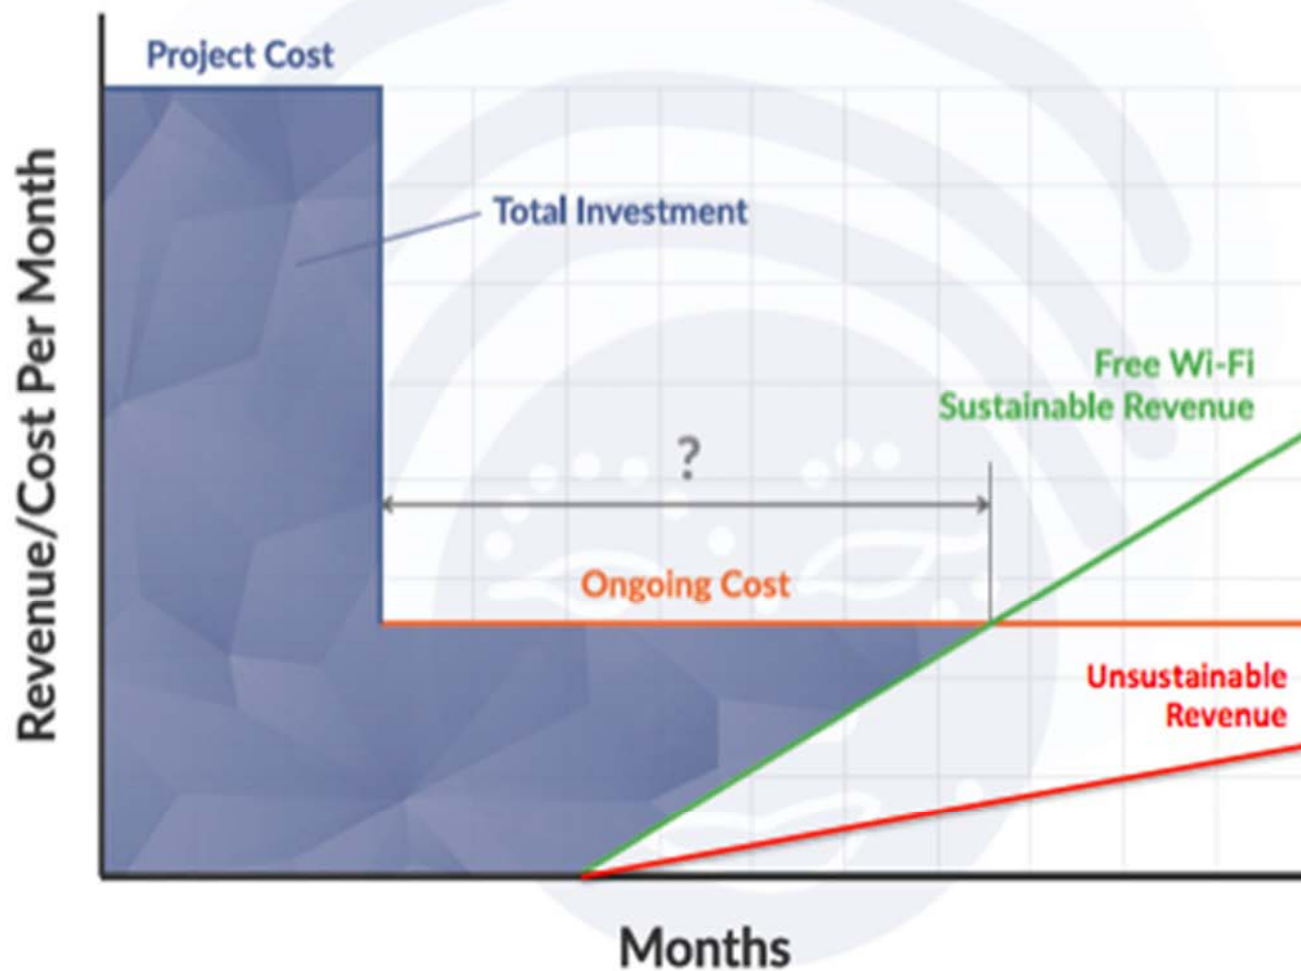 Project Cost
Revenue/Cost Per Month
Total Investment
Free Wi-Fi
Sustainable Revenue
?
Ongoing Cost
Unsustainable
Revenue
Months